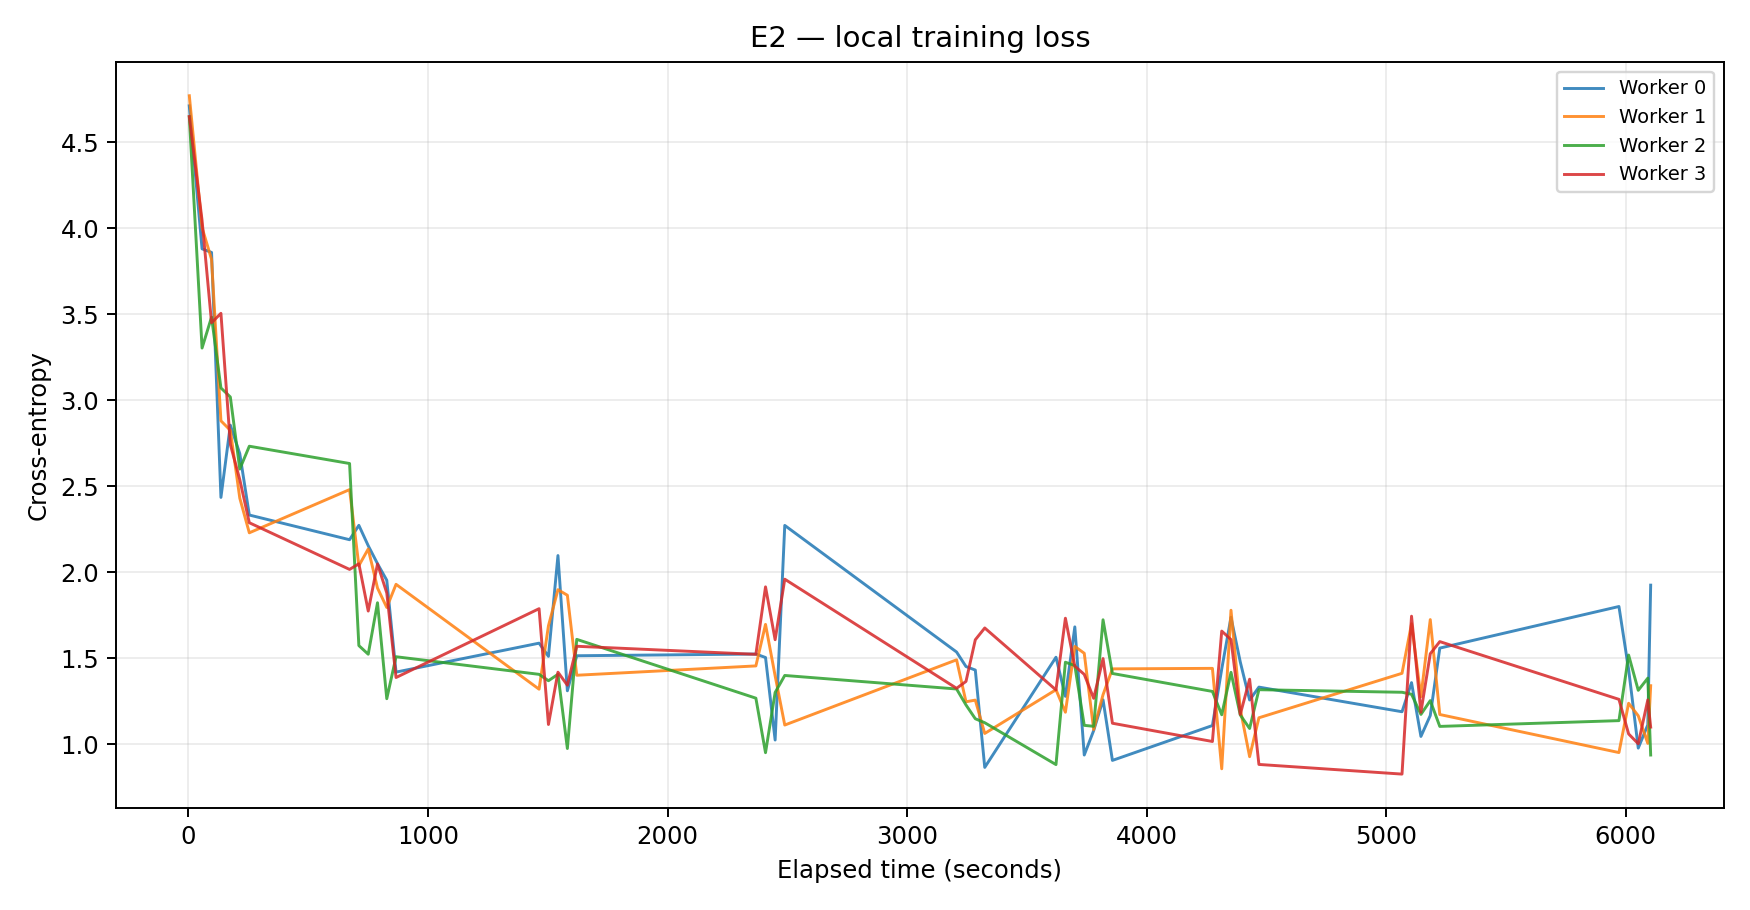 E2 — local training loss
Worker 0
Worker 1
Worker 2
Worker 3
4.5
4.0
3.5
3.0
2.5
2.0
1.5
1.0
Cross-entropy
0 1000 2000 3000 4000 5000 6000
Elapsed time (seconds)